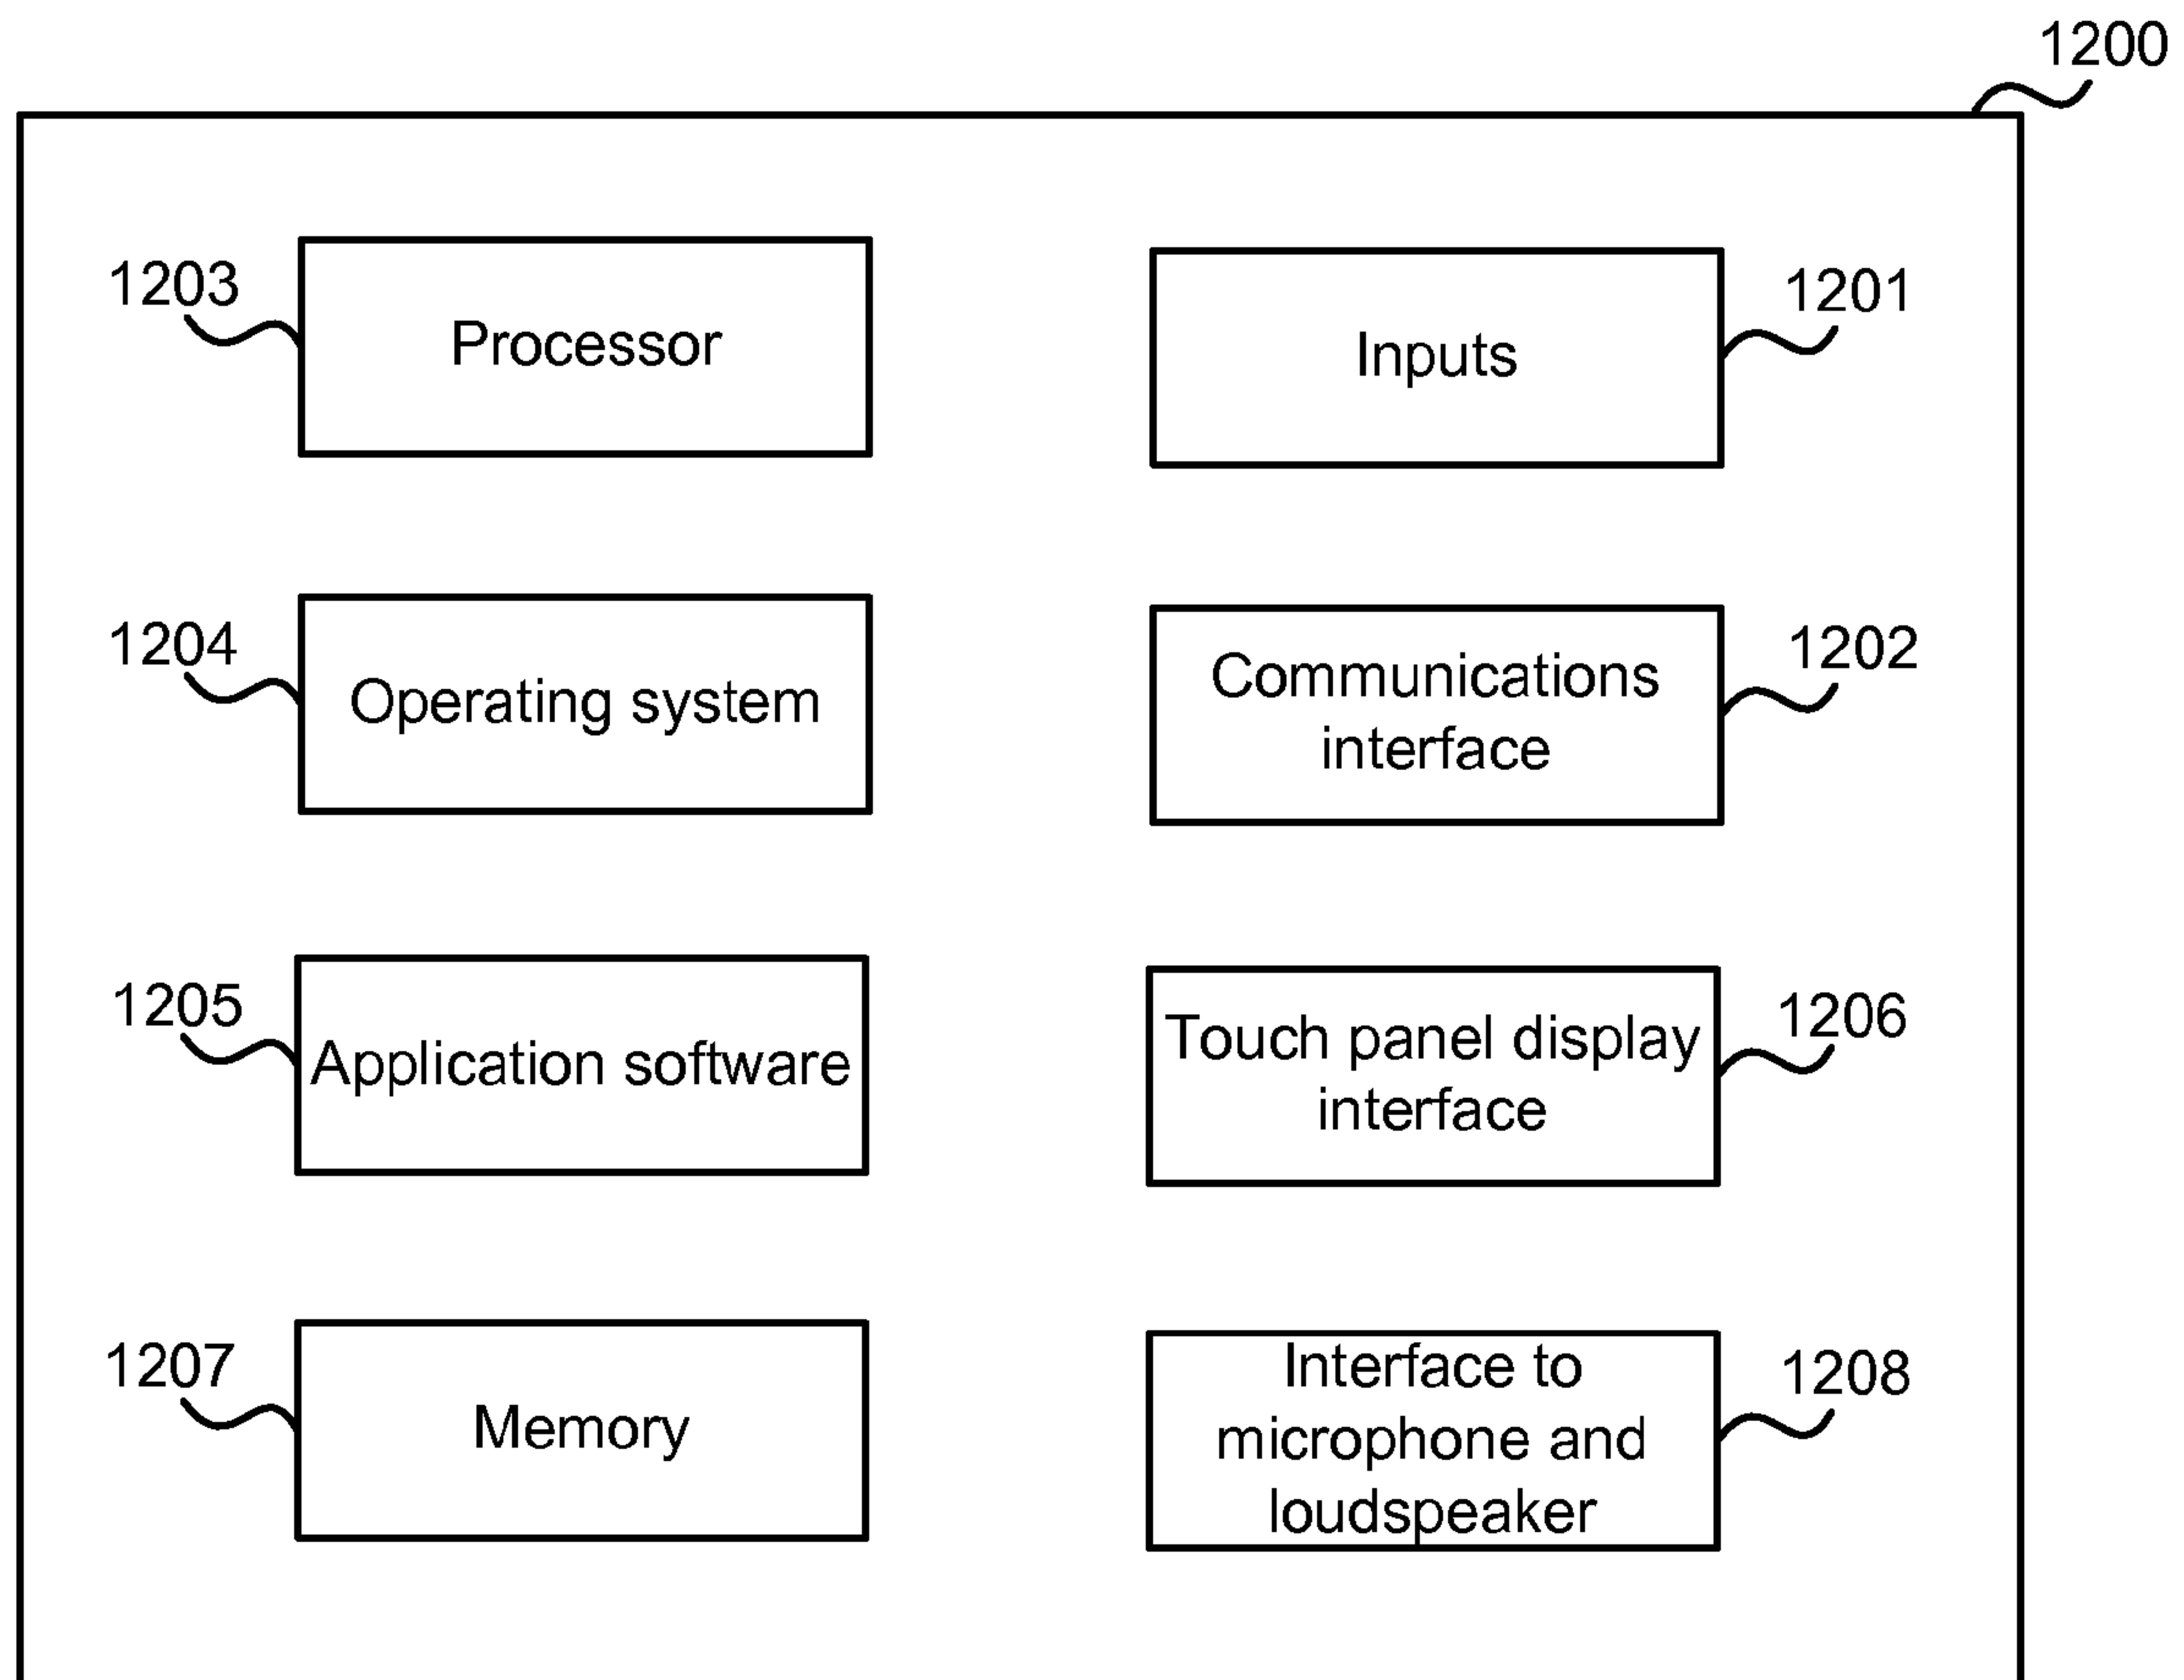 1200
1203
Processor
Inputs
1201
1204
Operating system
Communications
interface
1202
1205
Application software
Touch panel display
interface
1206
1207
Memory
Interface to
microphone and
loudspeaker
1208